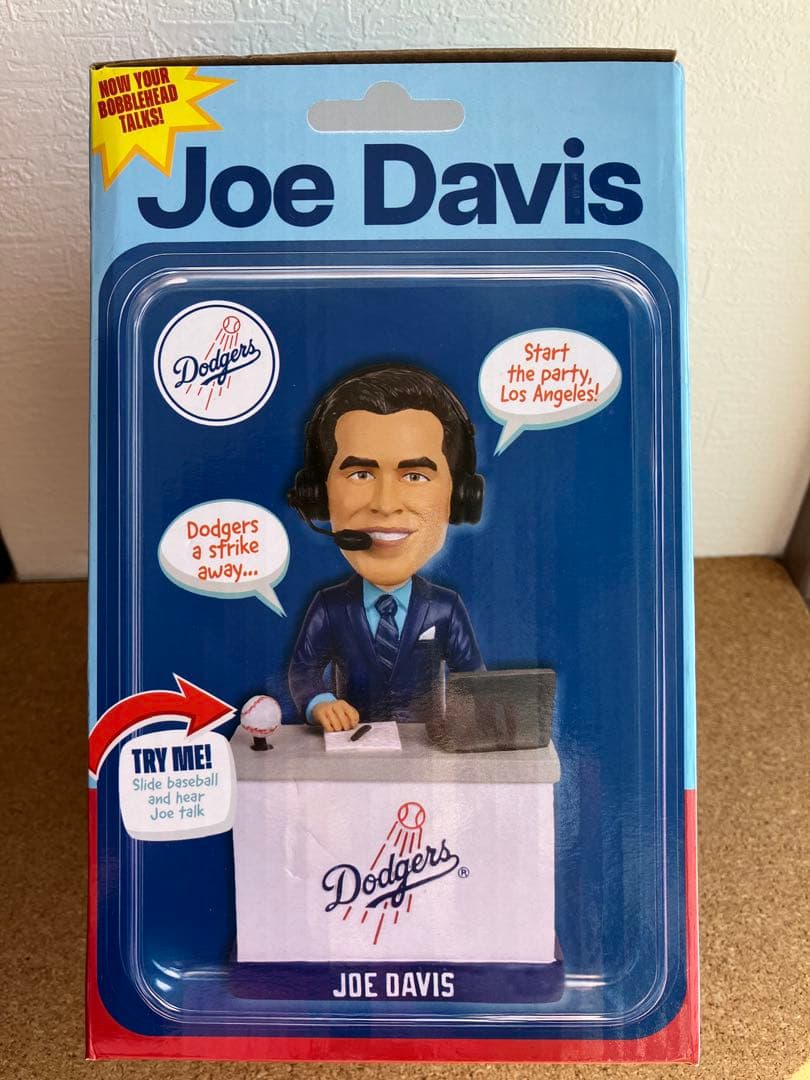 NOW YOUR
BOBBLEHEAD
TALKS!
Joe Davis
Dodgers
Start
the party,
Los Angeles!
Dodgers
a strike
away...
TRY ME!
Slide baseball
and hear
Joe talk
Dodgers®
JOE DAVIS